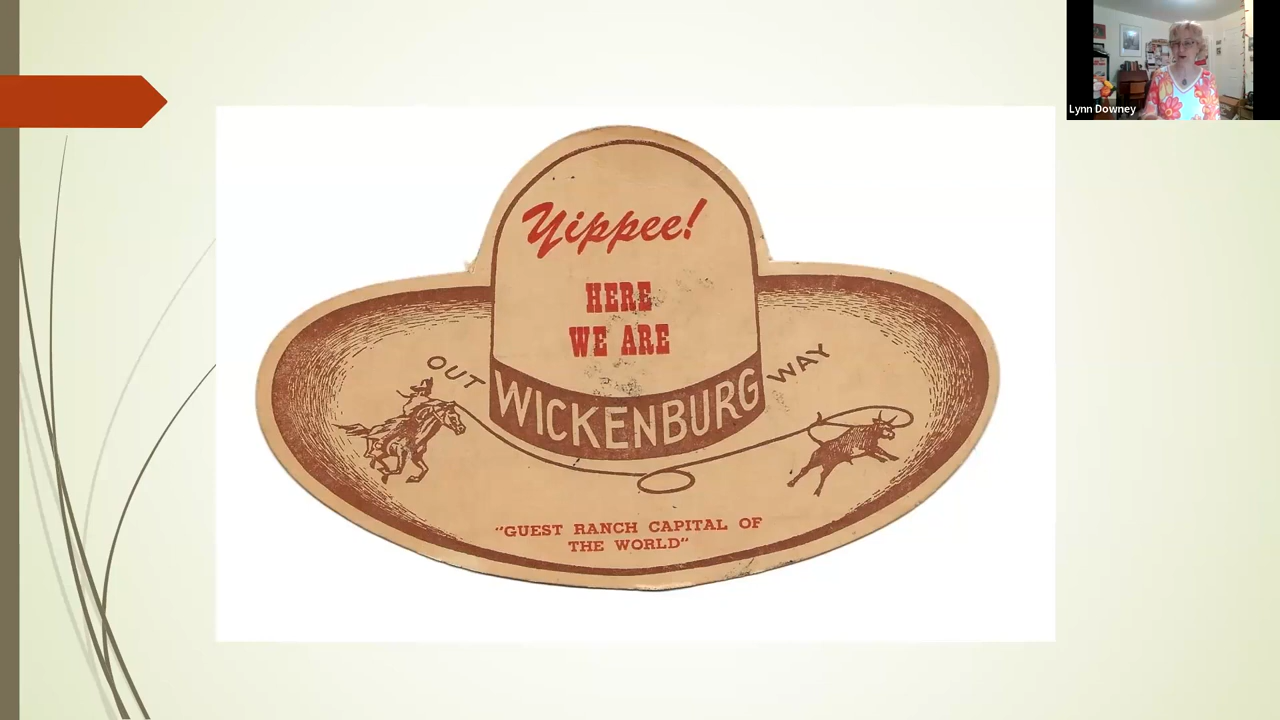 Lynn Downey
Yippee!
HERE
WE ARE
OUT WICKENBURG WAY
"GUEST RANCH CAPITAL OF
THE WORLD"